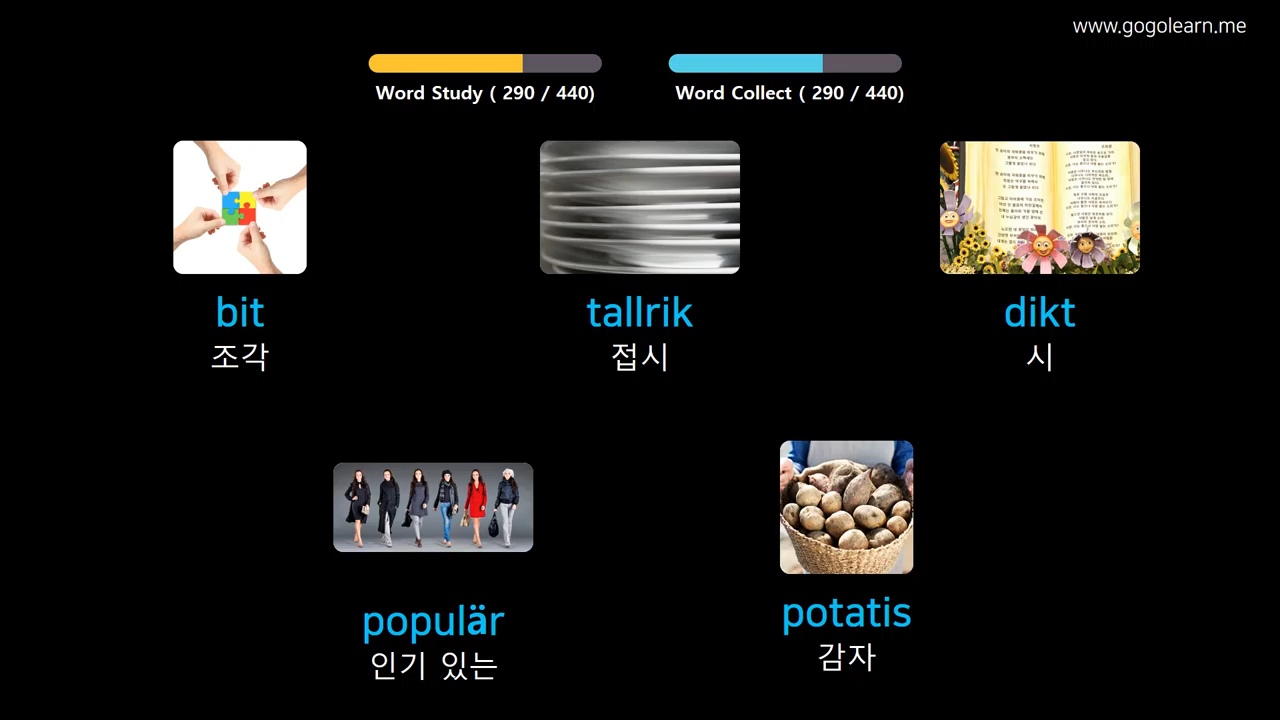 www.gogolearn.me
Word Study ( 290 / 440)
Word Collect ( 290 / 440)
bit
조각
tallrik
접시
dikt
시
populär
인기 있는
potatis
감자